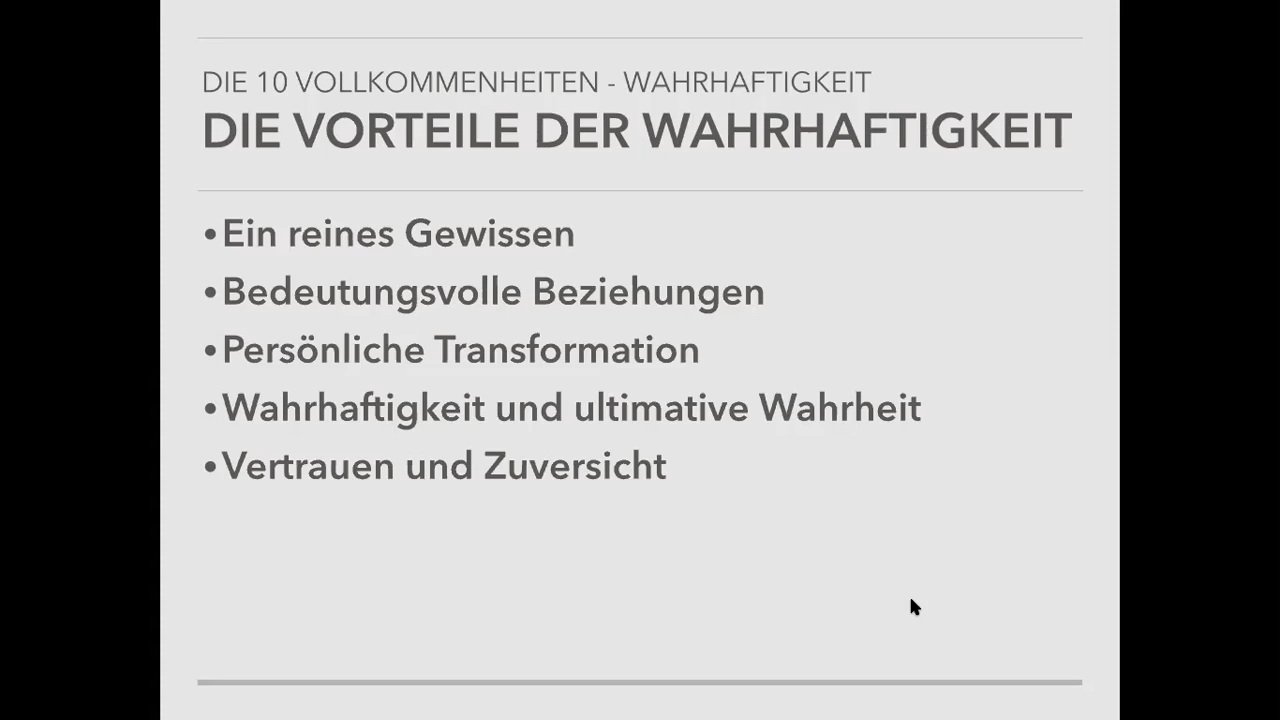 DIE 10 VOLLKOMMENHEITEN - WAHRHAFTIGKEIT
DIE VORTEILE DER WAHRHAFTIGKEIT
•Ein reines Gewissen
•Bedeutungsvolle Beziehungen
•Persönliche Transformation
•Wahrhaftigkeit und ultimative Wahrheit
•Vertrauen und Zuversicht